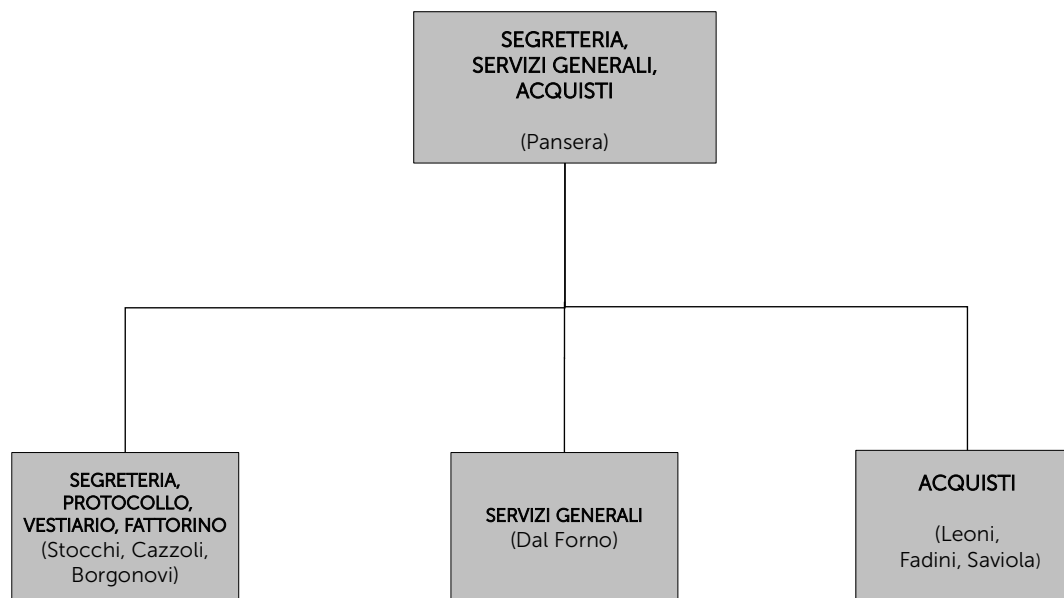 SEGRETERIA,
SERVIZI GENERALI,
ACQUISTI
(Pansera)
SEGRETERIA,
PROTOCOLLO,
VESTIARIO, FATTORINO
(Stocchi, Cazzoli,
Borgonovi)
SERVIZI GENERALI
(Dal Forno)
ACQUISTI
(Leoni,
Fadini, Saviola)